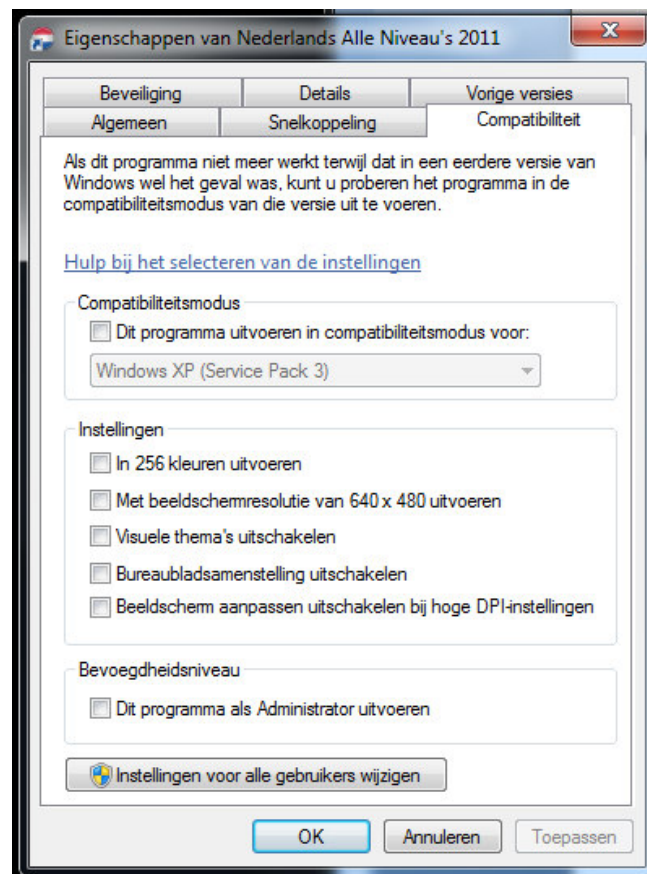 Eigenschappen van Nederlands Alle Niveau's 2011
Beveiliging Details Vorige versies
Algemeen Snelkoppeling Compatibiliteit
Als dit programma niet meer werkt terwijl dat in een eerdere versie van
Windows wel het geval was, kunt u proberen het programma in de
compatibiliteitsmodus van die versie uit te voeren.
Hulp bij het selecteren van de instellingen
Compatibiliteitsmodus
Dit programma uitvoeren in compatibiliteitsmodus voor:
Windows XP (Service Pack 3)
Instellingen
In 256 kleuren uitvoeren
Met beeldschermresolutie van 640 x 480 uitvoeren
Visuele thema's uitschakelen
Bureaubladsamenstelling uitschakelen
Beeldscherm aanpassen uitschakelen bij hoge DPI-instellingen
Bevoegdheidsniveau
Dit programma als Administrator uitvoeren
Instellingen voor alle gebruikers wijzigen
OK Annuleren Toepassen